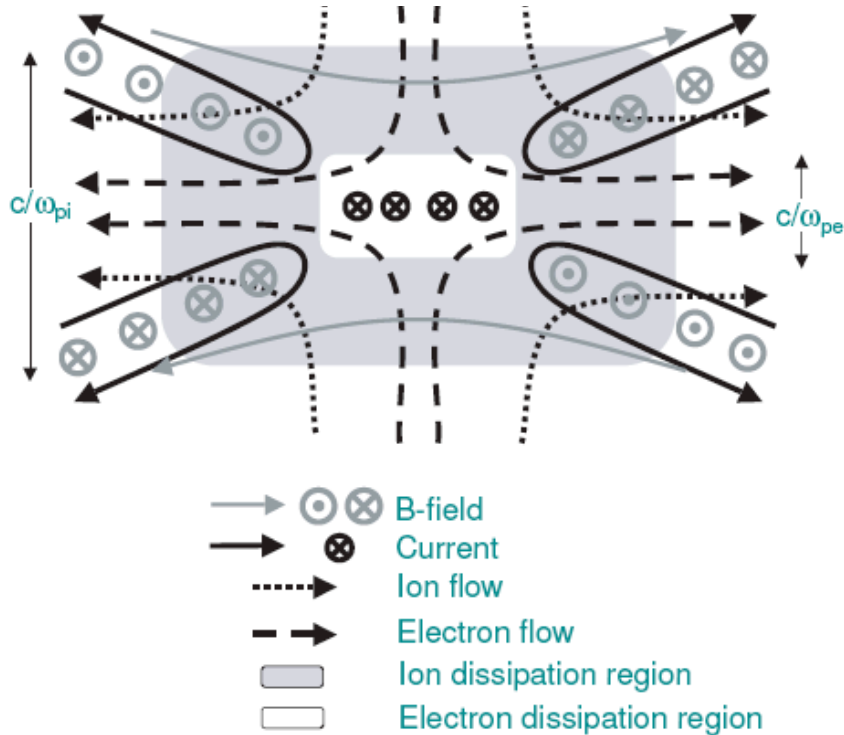 c/ωpi
c/ωpe
B-field
Current
Ion flow
Electron flow
Ion dissipation region
Electron dissipation region